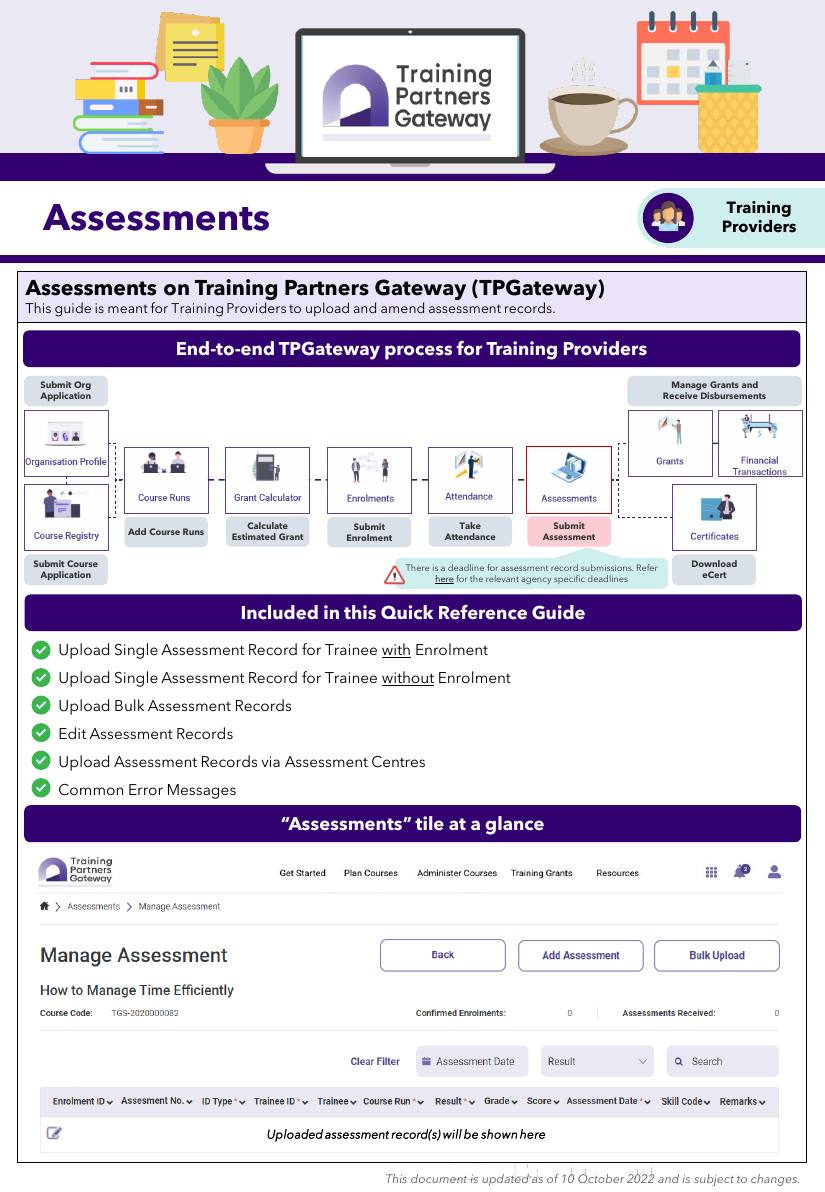 Training
Partners
Gateway
Assessments
Training
Providers
Assessments on Training Partners Gateway (TPGateway)
This guide is meant for Training Providers to upload and amend assessment records.
End-to-end TPGateway process for Training Providers
Submit Org
Application
Manage Grants and
Receive Disbursements
Organisation Profile
Course Runs
Grant Calculator
Enrolments
Attendance
Assessments
Grants
Financial
Transactions
Course Registry
Certificates
Add Course Runs
Calculate
Estimated Grant
Submit
Enrolment
Take
Attendance
Submit
Assessment
Submit Course
Application
Download
eCert
There is a deadline for assessment record submissions. Refer
here for the relevant agency specific deadlines
Included in this Quick Reference Guide
Upload Single Assessment Record for Trainee with Enrolment
Upload Single Assessment Record for Trainee without Enrolment
Upload Bulk Assessment Records
Edit Assessment Records
Upload Assessment Records via Assessment Centres
Common Error Messages
“Assessments” tile at a glance
Training
Partners
Gateway
Get Started Plan Courses Administer Courses Training Grants Resources 2
Assessments Manage Assessment
Manage Assessment Back Add Assessment Bulk Upload
How to Manage Time Efficiently
Course Code: TGS-2020000082 Confirmed Enrolments: 0 Assessments Received: 0
Clear Filter Assessment Date Result Search
Enrolment ID Assesment No. ID Type * Trainee ID * Trainee Course Run * Result * Grade Score Assessment Date * Skill Code Remarks
Uploaded assessment record(s) will be shown here
This document is updated as of 10 October 2022 and is subject to changes.